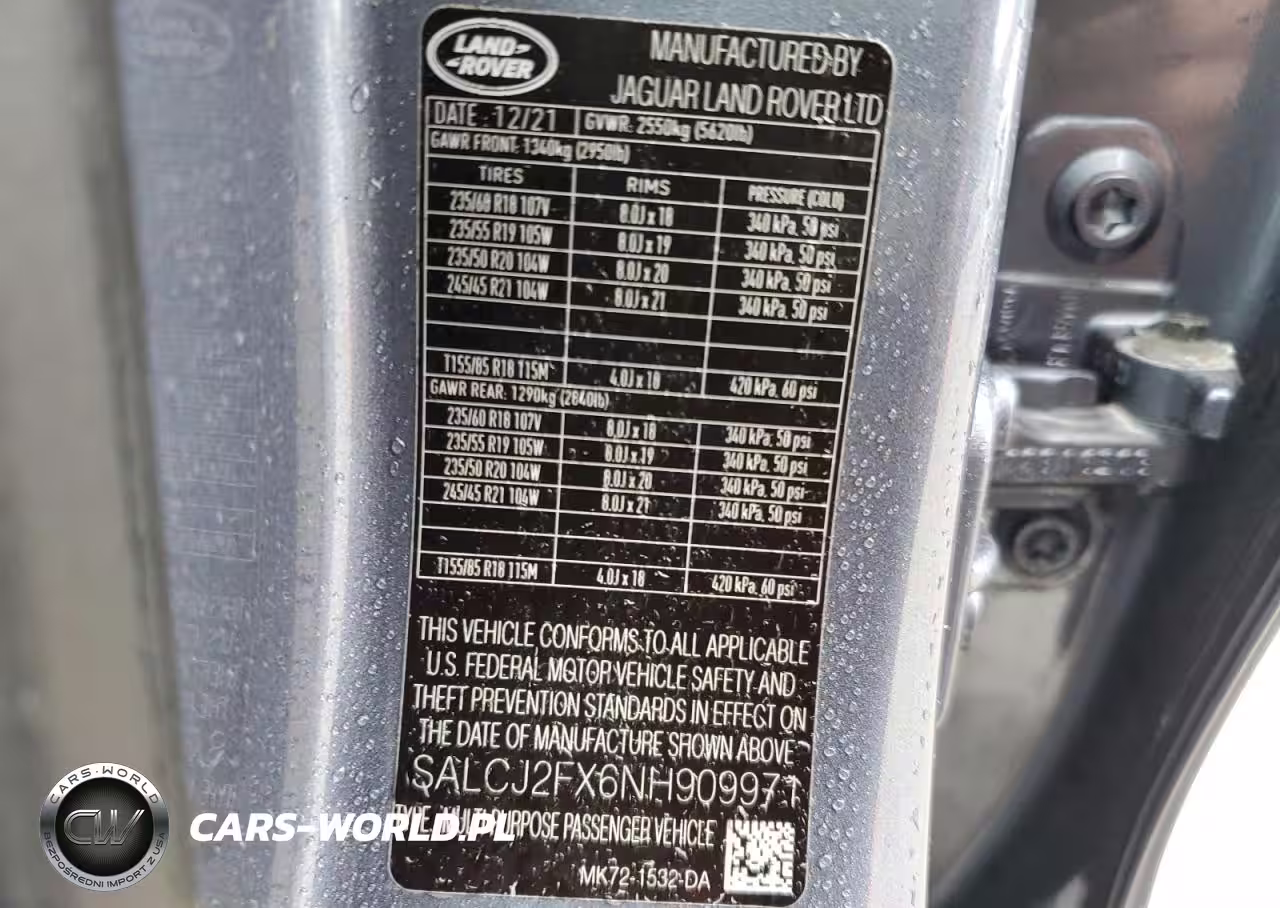 LAND-
-ROVER
MANUFACTURED BY
JAGUAR LAND ROVER LTD
DATE - 12/21 GVWR: 2550kg (5620lb)
GAWR FRONT: 1340kg (2950lb)
TIRES RIMS PRESSURE (COLD)
235/60 R18 107V 8.0J x 18 340 kPa, 50 psi
235/55 R19 105W 8.0J x 19 340 kPa, 50 psi
235/50 R20 104W 8.0J x 20 340 kPa, 50 psi
245/45 R21 104W 8.0J x 21 340 kPa, 50 psi
T155/85 R18 115M 4.0J x 18 420 kPa, 60 psi
GAWR REAR: 1290kg (2840lb)
235/60 R18 107V 8.0J x 18 340 kPa, 50 psi
235/55 R19 105W 8.0J x 19 340 kPa, 50 psi
235/50 R20 104W 8.0J x 20 340 kPa, 50 psi
245/45 R21 104W 8.0J x 21 340 kPa, 50 psi
T155/85 R18 115M 4.0J x 18 420 kPa, 60 psi
THIS VEHICLE CONFORMS TO ALL APPLICABLE
U.S. FEDERAL MOTOR VEHICLE SAFETY AND
THEFT PREVENTION STANDARDS IN EFFECT ON
THE DATE OF MANUFACTURE SHOWN ABOVE
SALCJ2FX6NH909971
TYPE: MULTIPURPOSE PASSENGER VEHICLE
MK72-1532-DA
CARS-WORLD
CW
BEZPOŚREDNI IMPORT Z USA
CARS-WORLD.PL